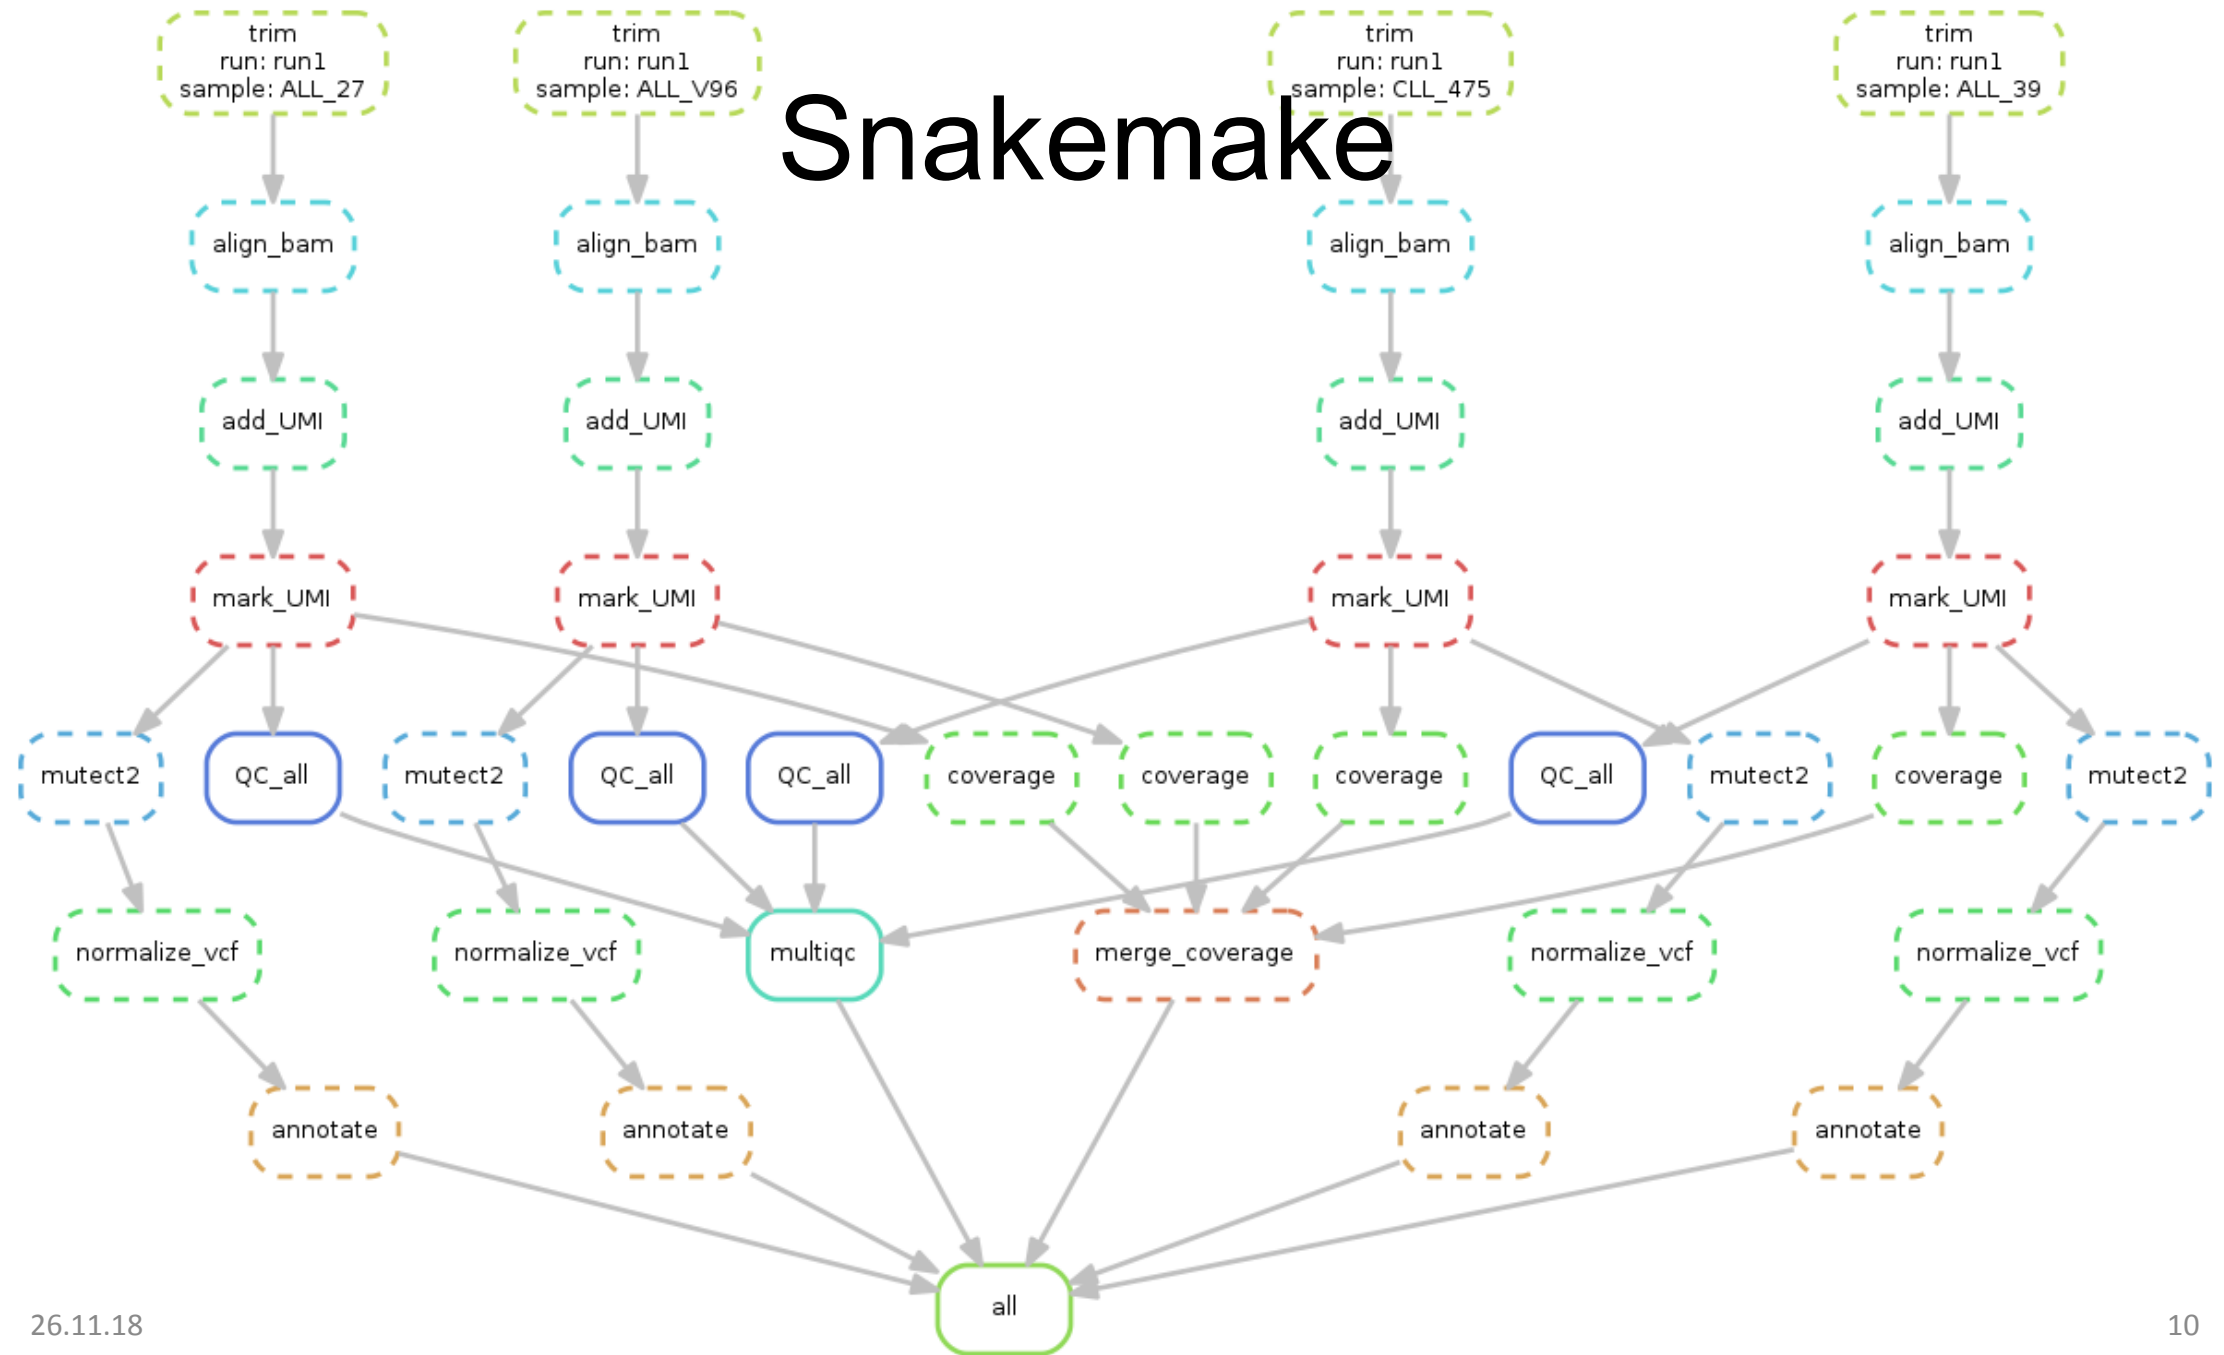 trim
run: run1
sample: ALL_27
trim
run: run1
sample: ALL_V96
trim
run: run1
sample: CLL_475
trim
run: run1
sample: ALL_39
Snakemake
align_bam
align_bam
align_bam
align_bam
add_UMI
add_UMI
add_UMI
add_UMI
mark_UMI
mark_UMI
mark_UMI
mark_UMI
mutect2
QC_all
mutect2
QC_all
QC_all
coverage
coverage
coverage
QC_all
mutect2
coverage
mutect2
normalize_vcf
normalize_vcf
multiqc
merge_coverage
normalize_vcf
normalize_vcf
annotate
annotate
annotate
annotate
all
26.11.18
10